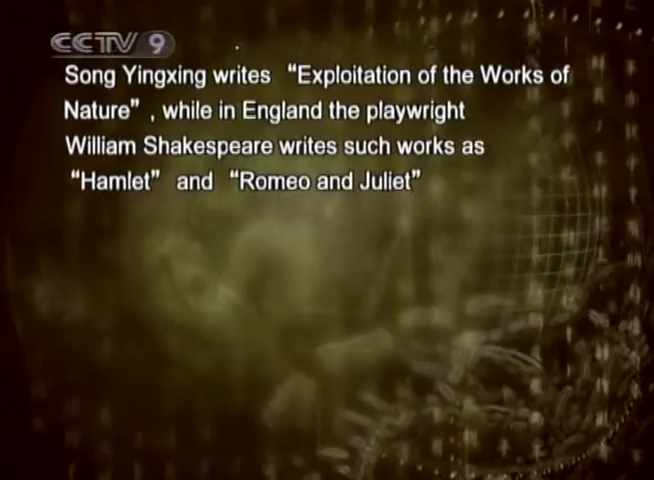 CCTV 9
Song Yingxing writes “Exploitation of the Works of
Nature”, while in England the playwright
William Shakespeare writes such works as
“Hamlet” and “Romeo and Juliet”